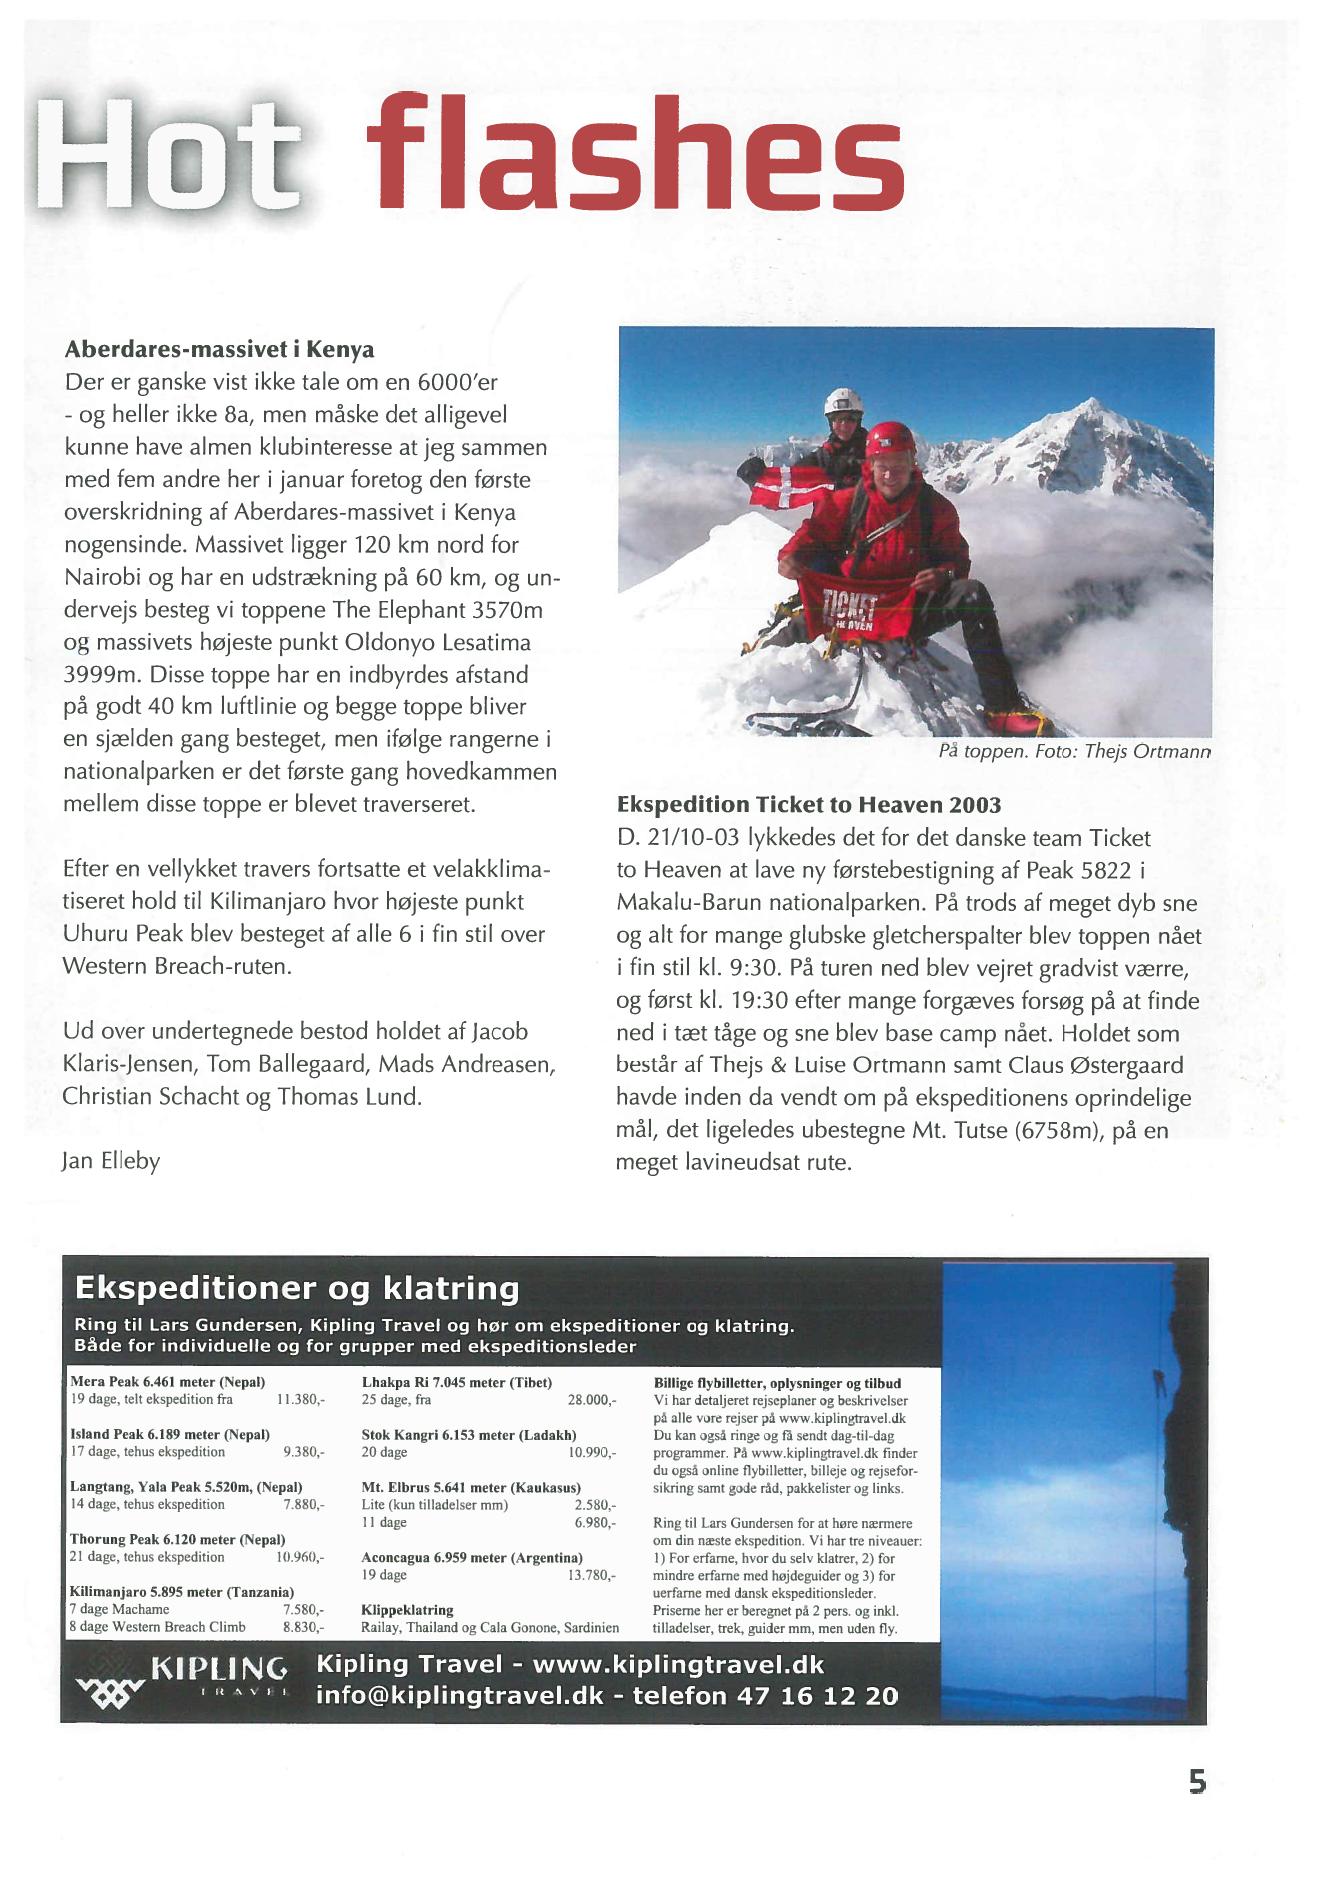 Hot flashes
Aberdares-massivet i Kenya
Der er ganske vist ikke tale om en 6000'er
- og heller ikke 8a, men måske det alligevel
kunne have almen klubinteresse at jeg sammen
med fem andre her i januar foretog den første
overskridning af Aberdares-massivet i Kenya
nogensinde. Massivet ligger 120 km nord for
Nairobi og har en udstrækning på 60 km, og un-
dervejs besteg vi toppene The Elephant 3570m
og massivets højeste punkt Oldonyo Lesatima
3999m. Disse toppe har en indbyrdes afstand
på godt 40 km luftlinie og begge toppe bliver
en sjælden gang besteget, men ifølge rangerne i
nationalparken er det første gang hovedkammen
mellem disse toppe er blevet traverseret.
Efter en vellykket travers fortsatte et velakklima-
tiseret hold til Kilimanjaro hvor højeste punkt
Uhuru Peak blev besteget af alle 6 i fin stil over
Western Breach-ruten.
Ud over undertegnede bestod holdet af Jacob
Klaris-Jensen, Tom Ballegaard, Mads Andreasen,
Christian Schacht og Thomas Lund.
Jan Elleby
TICKET
TO HEAVEN
På toppen. Foto: Thejs Ortmann
Ekspedition Ticket to Heaven 2003
D. 21/10-03 lykkedes det for det danske team Ticket
to Heaven at lave ny førstebestigning af Peak 5822 i
Makalu-Barun nationalparken. På trods af meget dyb sne
og alt for mange glubske gletcherspalter blev toppen nået
i fin stil kl. 9:30. På turen ned blev vejret gradvist værre,
og først kl. 19:30 efter mange forgæves forsøg på at finde
ned i tæt tåge og sne blev base camp nået. Holdet som
består af Thejs & Luise Ortmann samt Claus Østergaard
havde inden da vendt om på ekspeditionens oprindelige
mål, det ligeledes ubestegne Mt. Tutse (6758m), på en
meget lavineudsat rute.
Ekspeditioner og klatring
Ring til Lars Gundersen, Kipling Travel og hør om ekspeditioner og klatring.
Både for individuelle og for grupper med ekspeditionsleder
Mera Peak 6.461 meter (Nepal)
19 dage, telt ekspedition fra 11.380,-
Island Peak 6.189 meter (Nepal)
17 dage, tehus ekspedition 9.380,-
Langtang, Yala Peak 5.520m, (Nepal)
14 dage, tehus ekspedition 7.880,-
Thorung Peak 6.120 meter (Nepal)
21 dage, tehus ekspedition 10.960,-
Kilimanjaro 5.895 meter (Tanzania)
7 dage Machame 7.580,-
8 dage Western Breach Climb 8.830,-
Lhakpa Ri 7.045 meter (Tibet)
25 dage, fra 28.000,-
Stok Kangri 6.153 meter (Ladakh)
20 dage 10.990,-
Mt. Elbrus 5.641 meter (Kaukasus)
Lite (kun tilladelser mm) 2.580,-
11 dage 6.980,-
Aconcagua 6.959 meter (Argentina)
19 dage 13.780,-
Klippeklatring
Railay, Thailand og Cala Gonone, Sardinien
Billige flybilletter, oplysninger og tilbud
Vi har detaljeret rejseplaner og beskrivelser
på alle vore rejser på www.kiplingtravel.dk
Du kan også ringe og få sendt dag-til-dag
programmer. På www.kiplingtravel.dk finder
du også online flybilletter, billeje og rejsefor-
sikring samt gode råd, pakkelister og links.
Ring til Lars Gundersen for at høre nærmere
om din næste ekspedition. Vi har tre niveauer:
1) For erfarne, hvor du selv klatrer, 2) for
mindre erfarne med højdeguider og 3) for
uerfarne med dansk ekspeditionsleder.
Priserne her er beregnet på 2 pers. og inkl.
tilladelser, trek, guider mm, men uden fly.
KIPLING
TRAVEL
Kipling Travel - www.kiplingtravel.dk
info@kiplingtravel.dk - telefon 47 16 12 20
5